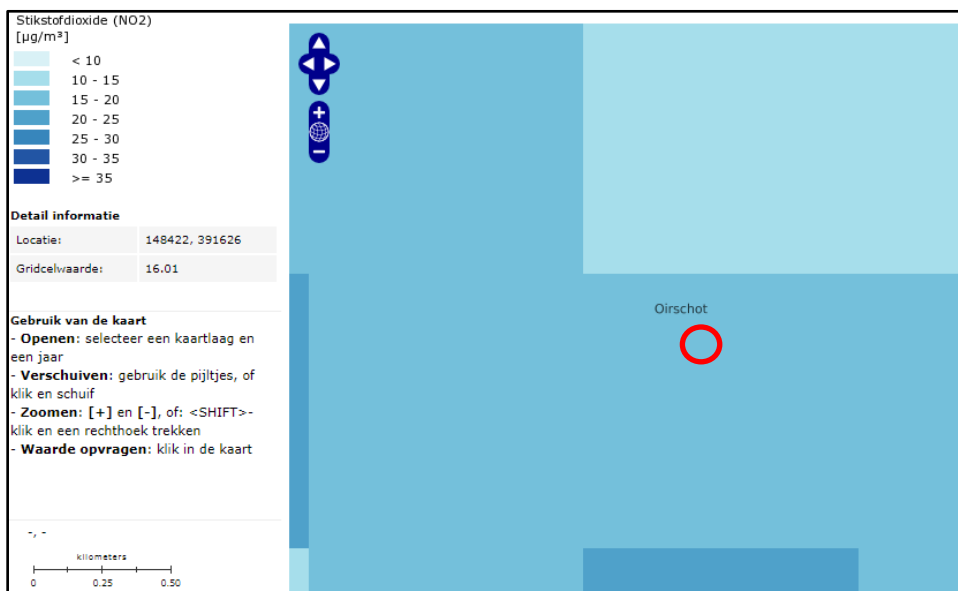 Stikstofdioxide (NO2)
[µg/m³]
< 10
10 - 15
15 - 20
20 - 25
25 - 30
30 - 35
>= 35
Detail informatie
Locatie: 148422, 391626
Gridcelwaarde: 16.01
Gebruik van de kaart
- Openen: selecteer een kaartlaag en
een jaar
- Verschuiven: gebruik de pijltjes, of
klik en schuif
- Zoomen: [+] en [-], of: <SHIFT>-
klik en een rechthoek trekken
- Waarde opvragen: klik in de kaart
-, -
kilometers
0 0.25 0.50
Oirschot